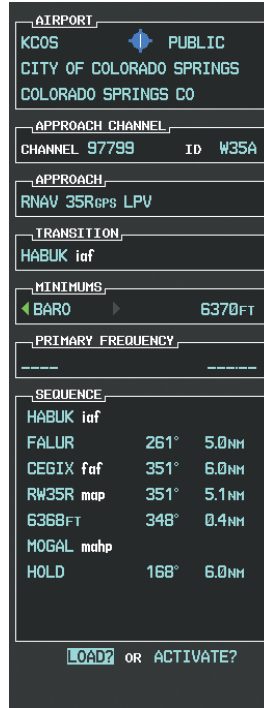 AIRPORT
KCOS PUBLIC
CITY OF COLORADO SPRINGS
COLORADO SPRINGS CO
APPROACH CHANNEL
CHANNEL 97799 ID W35A
APPROACH
RNAV 35RGPS LPV
TRANSITION
HABUK iaf
MINIMUMS
BARO 6370FT
PRIMARY FREQUENCY
---- ---.--
SEQUENCE
HABUK iaf
FALUR 261° 5.0NM
CEGIX faf 351° 6.0NM
RW35R map 351° 5.1NM
6368FT 348° 0.4NM
MOGAL mahp
HOLD 168° 6.0NM
LOAD? OR ACTIVATE?